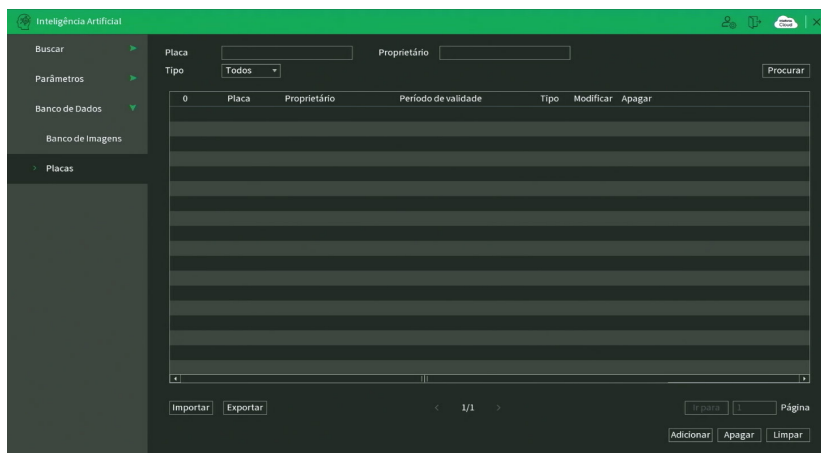 Inteligência Artificial
Cloud
Buscar
Parâmetros
Banco de Dados
Banco de Imagens
Placas
Placa
Proprietário
Tipo
Todos
Procurar
0 Placa Proprietário Período de validade Tipo Modificar Apagar
Importar Exportar
1/1
Ir para 1 Página
Adicionar Apagar Limpar